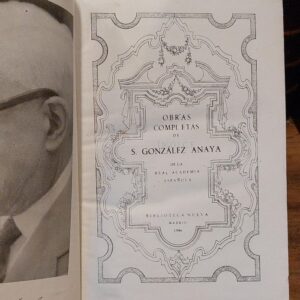 OBRAS
COMPLETAS
DE
S. GONZÁLEZ ANAYA
DE LA
REAL ACADEMIA
ESPAÑOLA
BIBLIOTECA NUEVA
MADRID